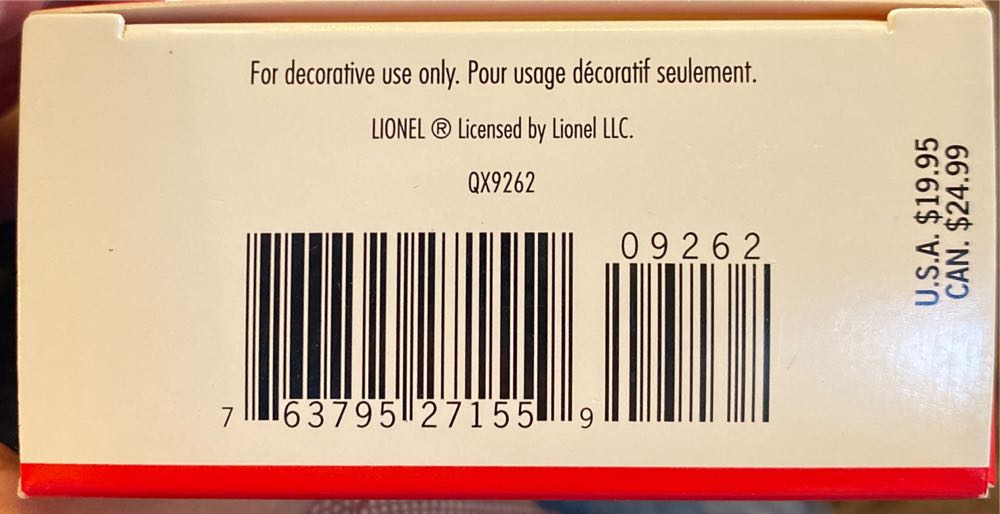 For decorative use only. Pour usage décoratif seulement.
LIONEL ® Licensed by Lionel LLC.
QX9262
09262
7 63795 27155 9
U.S.A. $19.95
CAN. $24.99